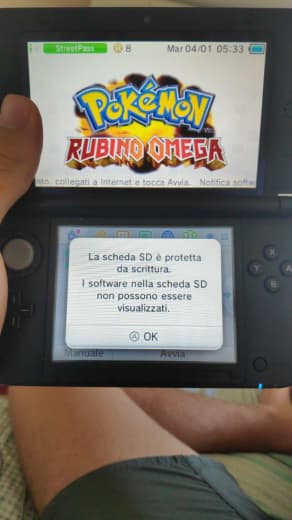 StreetPass 8 Mar 04/01 05:33
POKéMON
RUBINO OMEGA
collegati a Internet e tocca Avvia. Notifica
La scheda SD è protetta
da scrittura.
I software nella scheda SD
non possono essere
visualizzati.
Ⓐ OK
Manuale Avvia
X
Y A
B